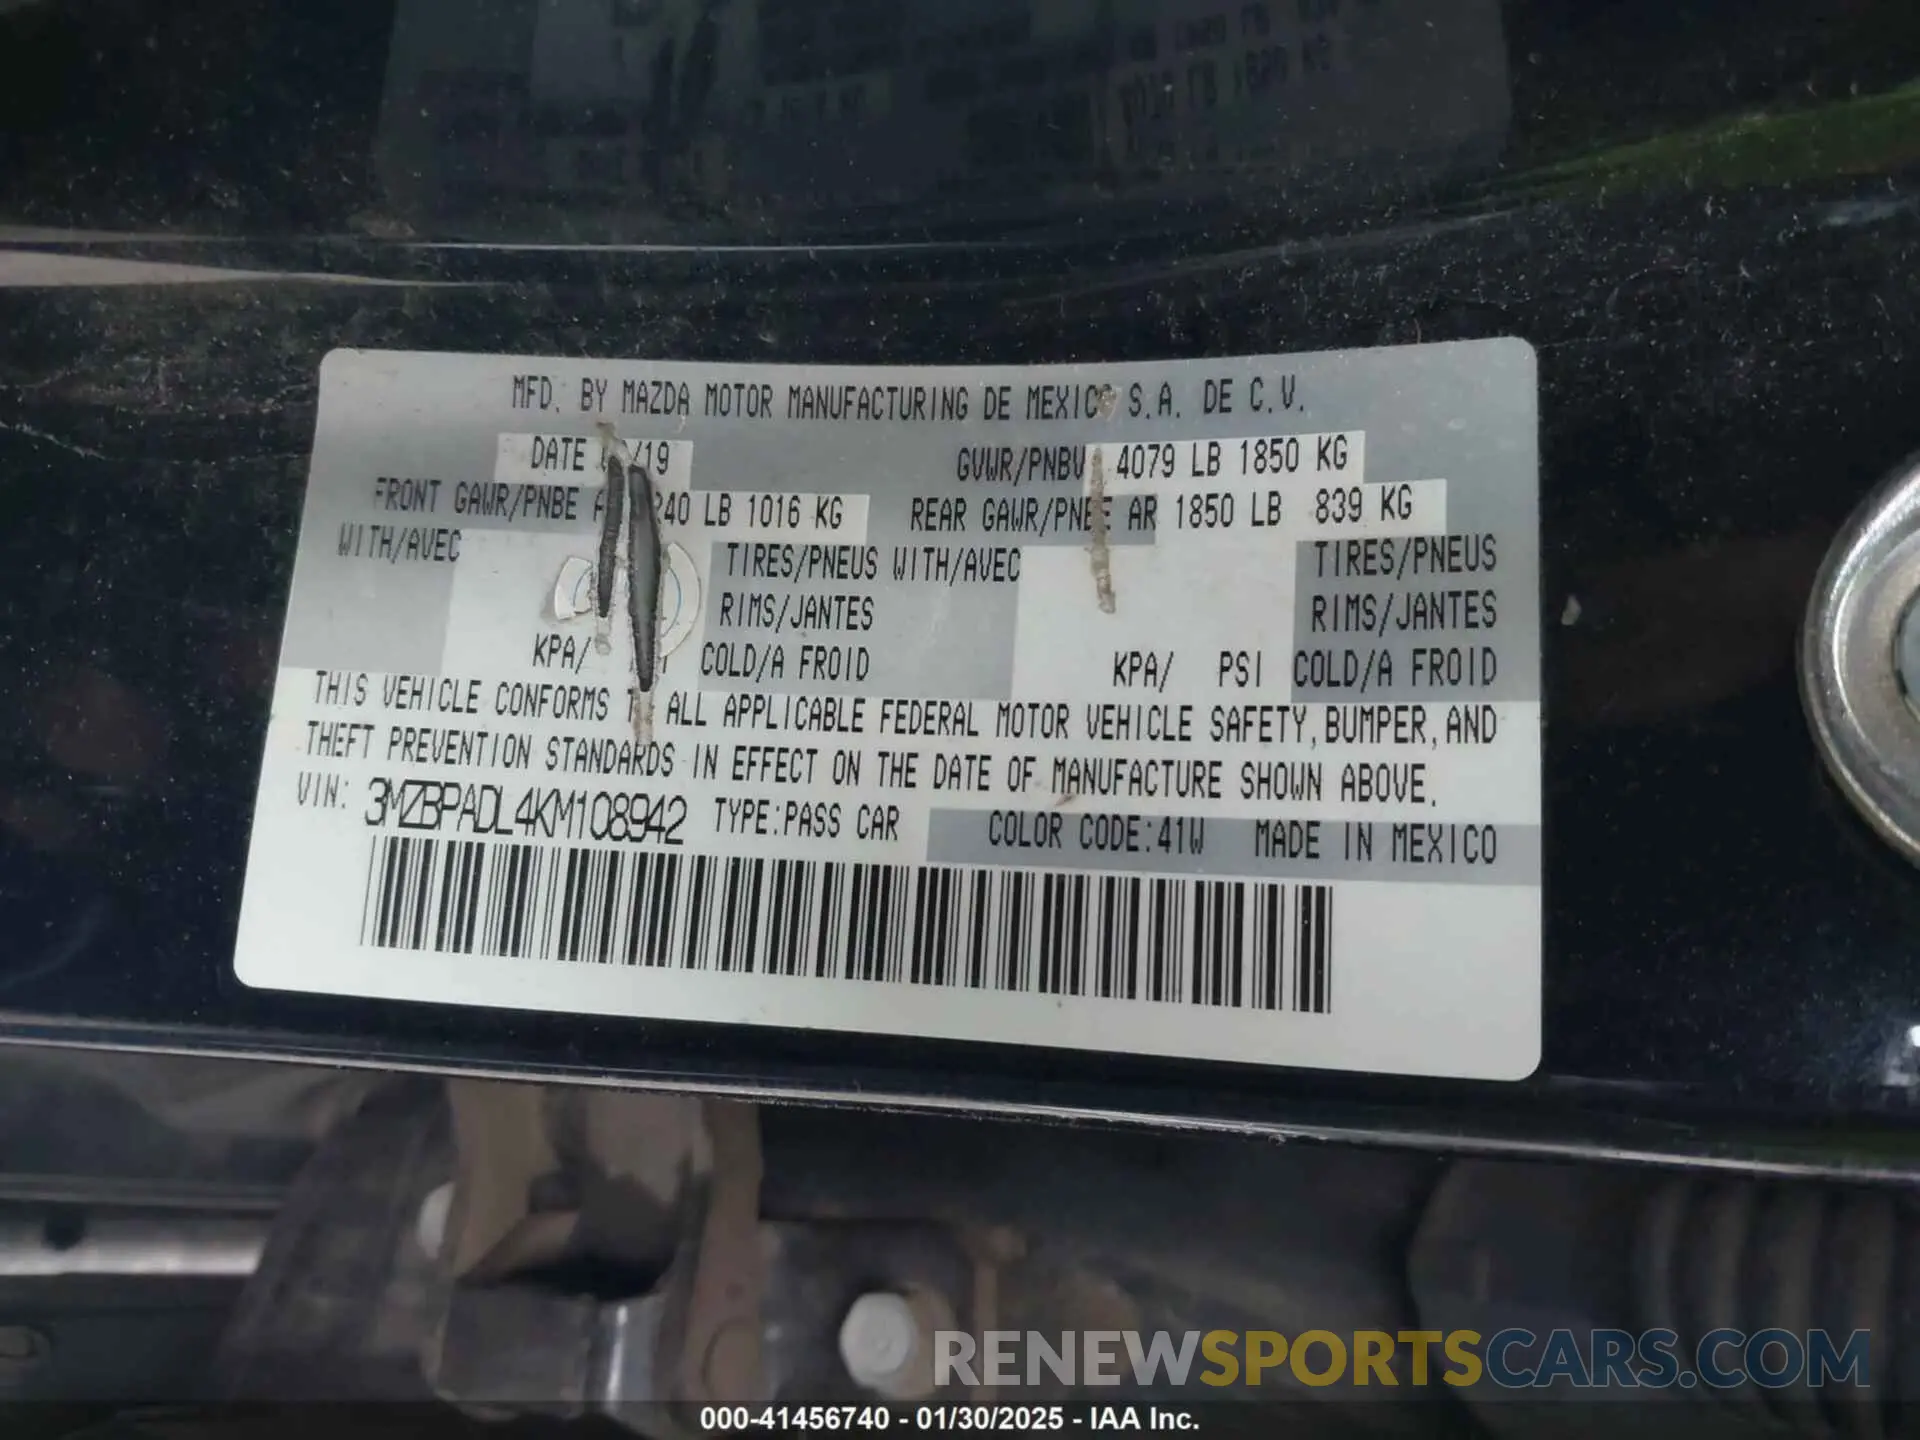 MFD. BY MAZDA MOTOR MANUFACTURING DE MEXICO S.A. DE C.V.
DATE /19 GVWR/PNBV 4079 LB 1850 KG
FRONT GAWR/PNBE 240 LB 1016 KG REAR GAWR/PNBE AR 1850 LB 839 KG
WITH/AVEC TIRES/PNEUS WITH/AVEC TIRES/PNEUS
RIMS/JANTES RIMS/JANTES
KPA/ COLD/A FROID KPA/ PSI COLD/A FROID
THIS VEHICLE CONFORMS TO ALL APPLICABLE FEDERAL MOTOR VEHICLE SAFETY, BUMPER, AND
THEFT PREVENTION STANDARDS IN EFFECT ON THE DATE OF MANUFACTURE SHOWN ABOVE.
VIN: 3MZBPADL4KM108942 TYPE:PASS CAR COLOR CODE:41W MADE IN MEXICO
RENEWSPORTSCARS.COM
000-41456740 - 01/30/2025 - IAA Inc.